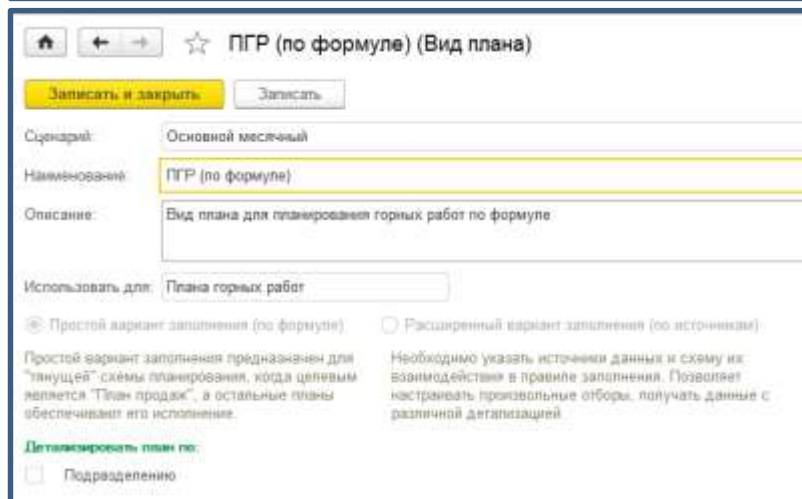 ПГР (по формуле) (Вид плана)
Записать и закрыть Записать
Сценарий: Основной месячный
Наименование: ПГР (по формуле)
Описание: Вид плана для планирования горных работ по формуле
Использовать для: Плана горных работ
Простой вариант заполнения (по формуле) Расширенный вариант заполнения (по источникам)
Простой вариант заполнения предназначен для
"тянущей" схемы планирования, когда целевым
является "План продаж", а остальные планы
обеспечивают его исполнение.
Необходимо указать источники данных и схему их
взаимодействия в правиле заполнения. Позволяет
настраивать произвольные отборы, получать данные с
различной детализацией
Детализировать план по:
Подразделению